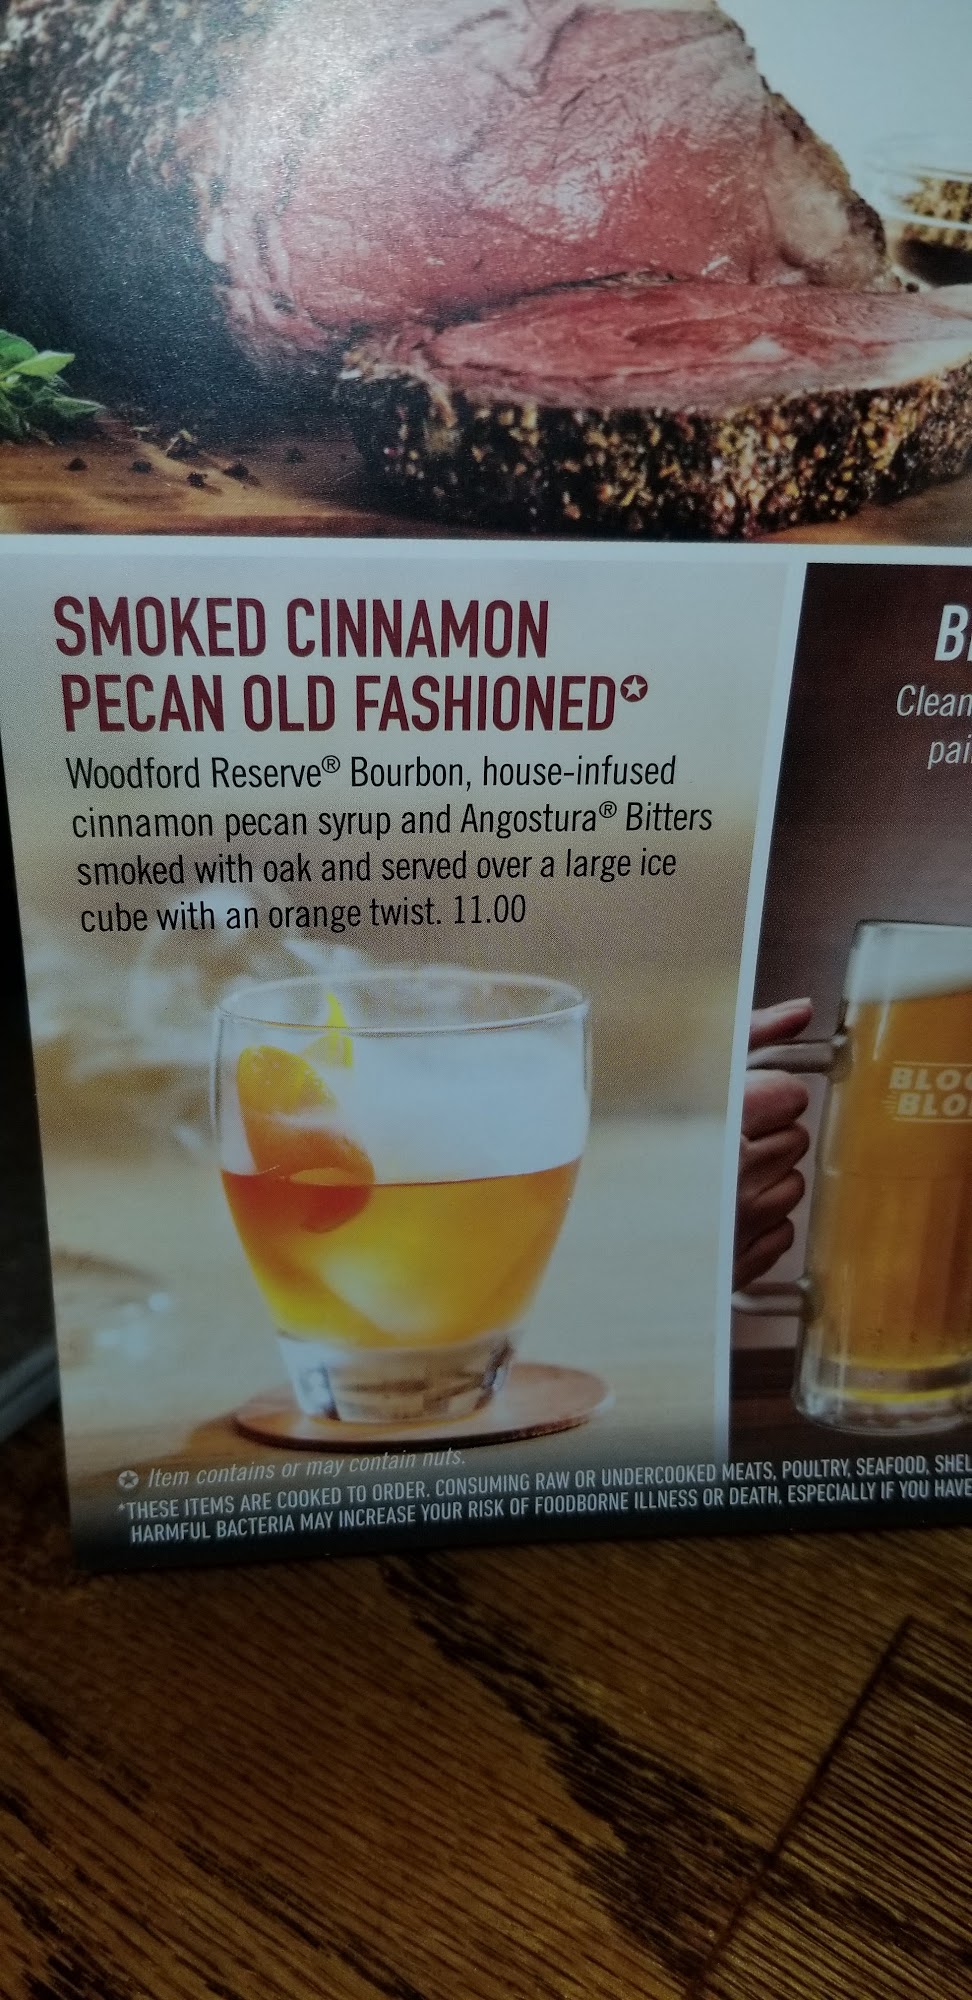 SMOKED CINNAMON
PECAN OLD FASHIONED✪
Woodford Reserve® Bourbon, house-infused
cinnamon pecan syrup and Angostura® Bitters
smoked with oak and served over a large ice
cube with an orange twist. 11.00
Clean
✪ Item contains or may contain nuts.
*THESE ITEMS ARE COOKED TO ORDER. CONSUMING RAW OR UNDERCOOKED MEATS, POULTRY, SEAFOOD,
HARMFUL BACTERIA MAY INCREASE YOUR RISK OF FOODBORNE ILLNESS OR DEATH, ESPECIALLY IF YOU HAVE